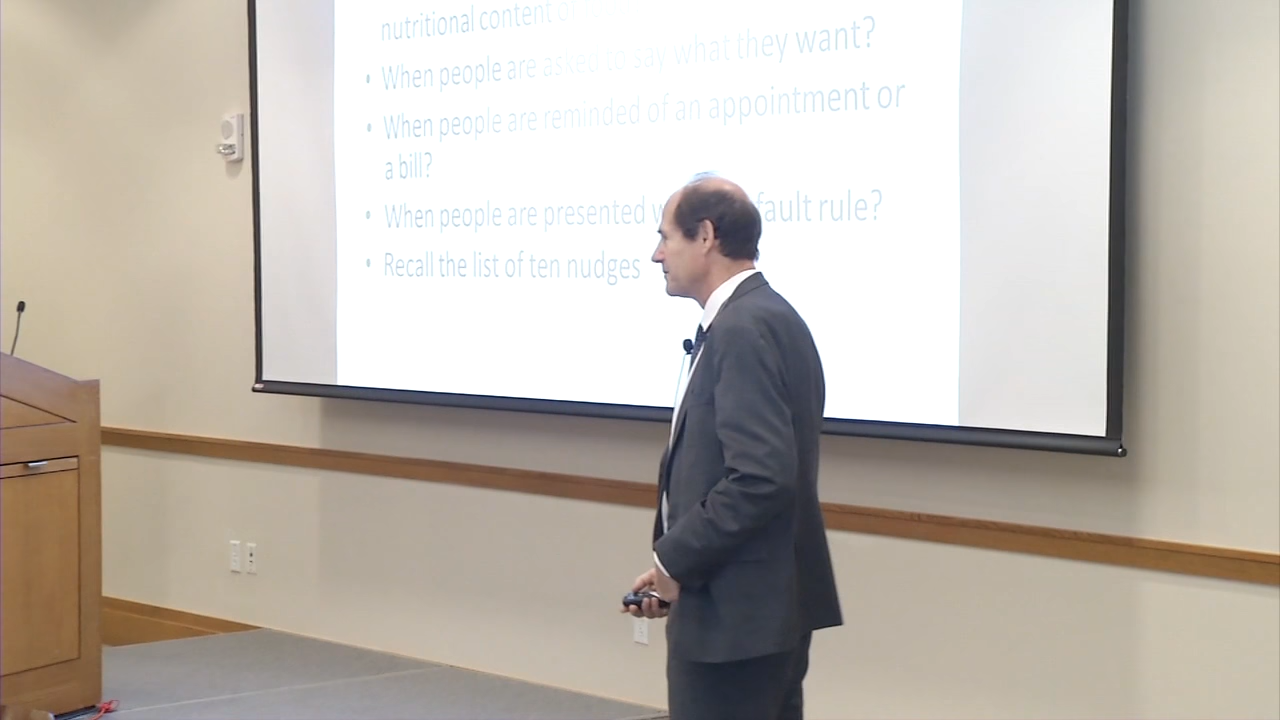 nutritional content of
• When people are asked to say what they want?
• When people are reminded of an appointment or
a bill?
• When people are presented fault rule?
• Recall the list of ten nudges